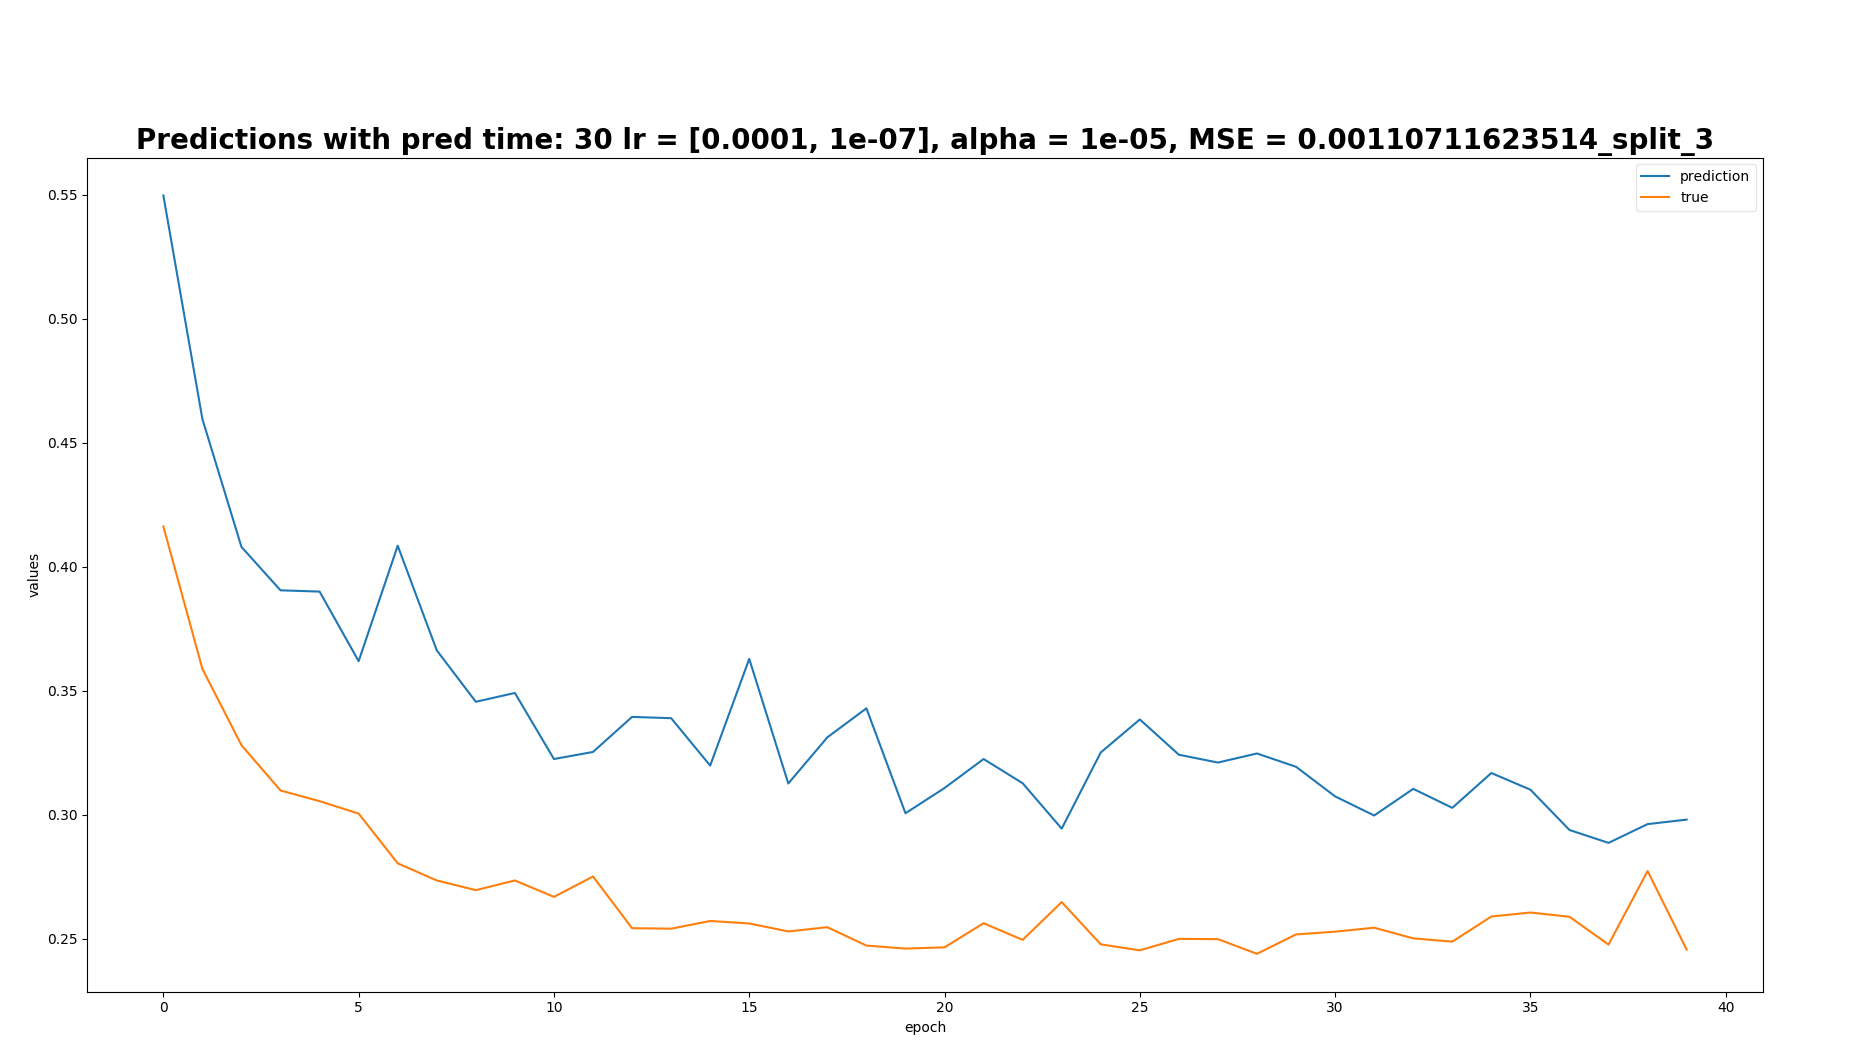 Predictions with pred time: 30 lr = [0.0001, 1e-07], alpha = 1e-05, MSE = 0.00110711623514_split_3
prediction
true
0.55
0.50
0.45
0.40
0.35
0.30
0.25
values
0 5 10 15 20 25 30 35 40
epoch